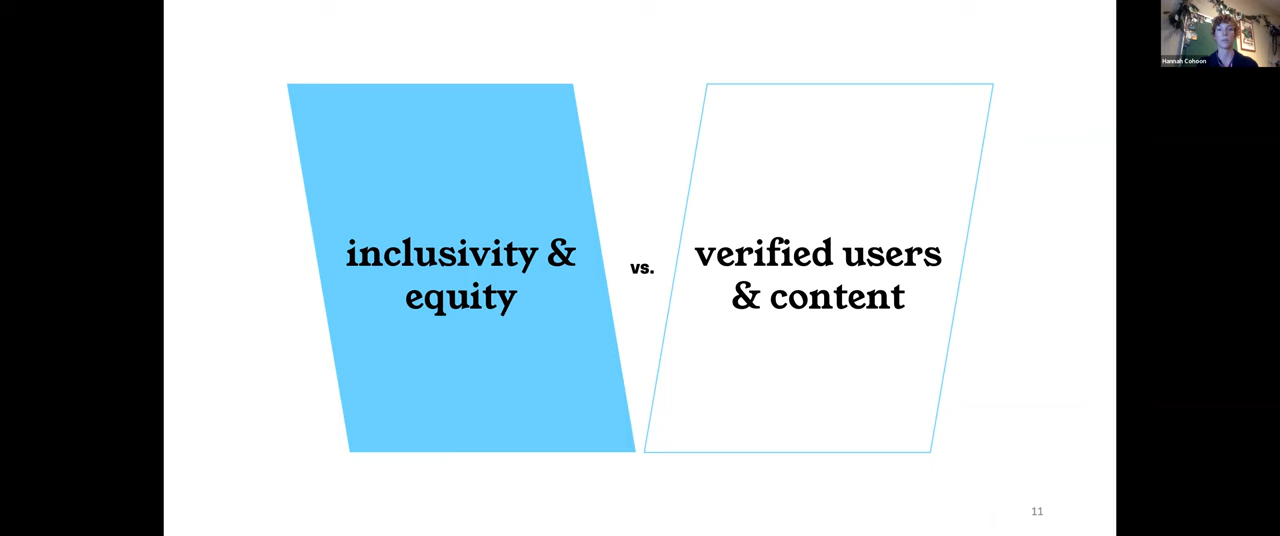 Hannah Cohoon
inclusivity &
equity
vs.
verified users
& content
11